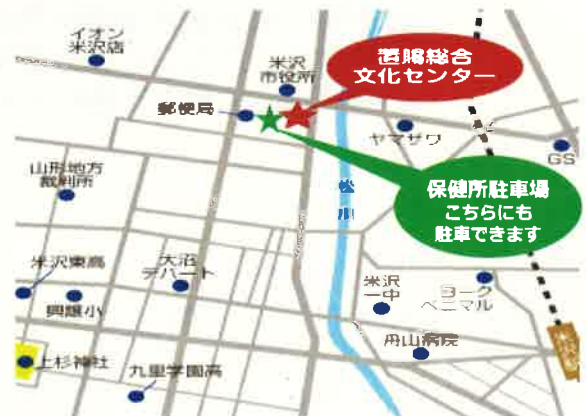 イオン
米沢店
米沢
市役所
置賜総合
文化センター
郵便局
ヤマザワ
GS
山形地方
裁判所
保健所駐車場
こちらにも
駐車できます
松
川
米沢東高
大沼
デパート
興譲小
米沢
一中
ヨーク
ベニマル
舟山病院
上杉神社
九里学園高